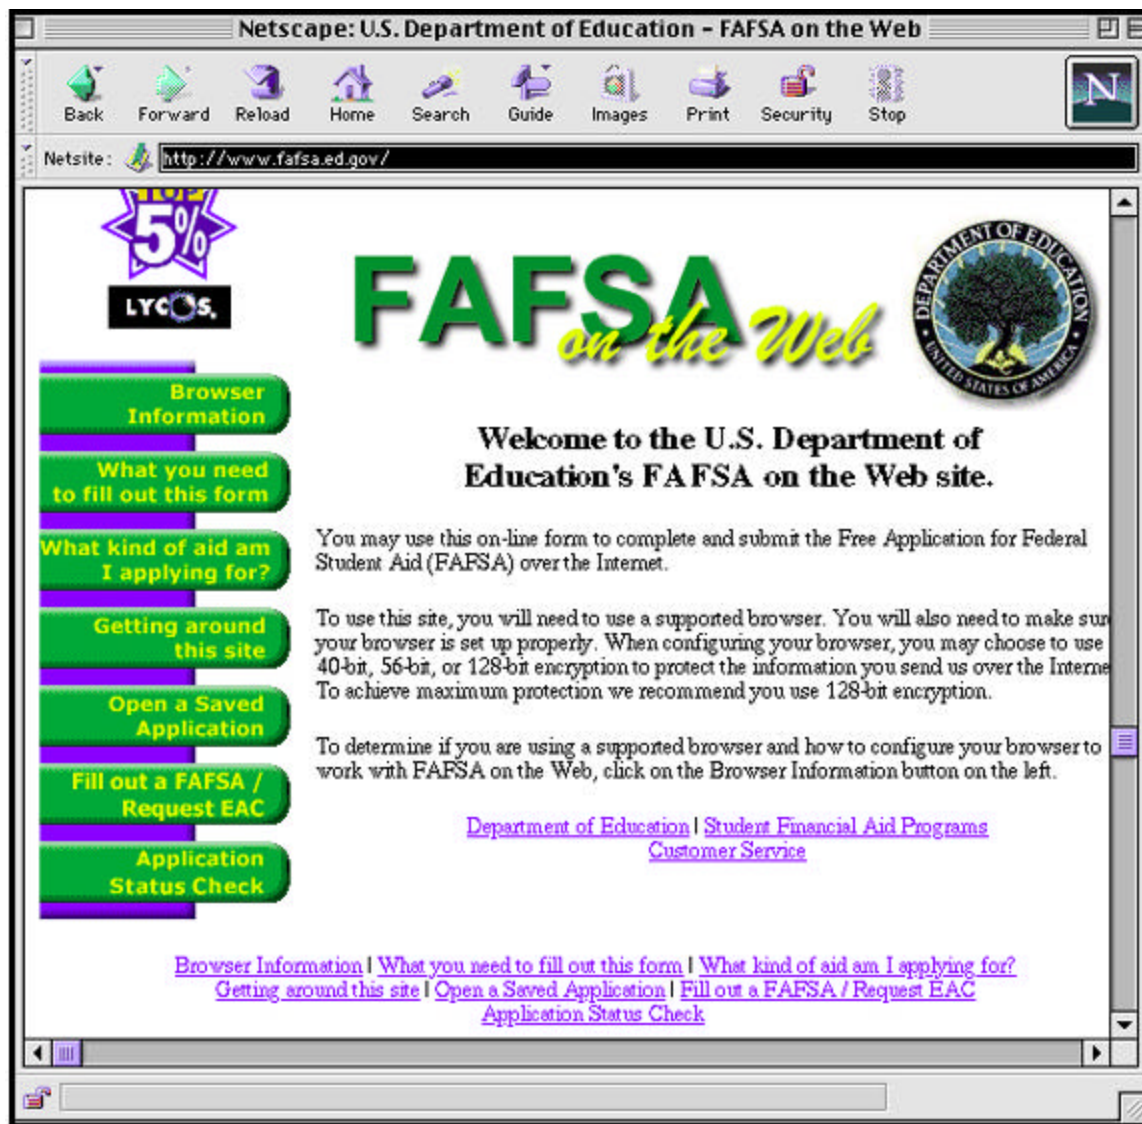 Netscape: U.S. Department of Education – FAFSA on the Web
Back Forward Reload Home Search Guide Images Print Security Stop
N
Netsite: http://www.fafsa.ed.gov/
TOP
5%
LYCOS.
FAFSA
on the Web
DEPARTMENT OF EDUCATION
UNITED STATES OF AMERICA
Browser
Information
What you need
to fill out this form
What kind of aid am
I applying for?
Getting around
this site
Open a Saved
Application
Fill out a FAFSA /
Request EAC
Application
Status Check
Welcome to the U.S. Department of
Education's FAFSA on the Web site.
You may use this on-line form to complete and submit the Free Application for Federal
Student Aid (FAFSA) over the Internet.
To use this site, you will need to use a supported browser. You will also need to make sure
your browser is set up properly. When configuring your browser, you may choose to use
40-bit, 56-bit, or 128-bit encryption to protect the information you send us over the Interne
To achieve maximum protection we recommend you use 128-bit encryption.
To determine if you are using a supported browser and how to configure your browser to
work with FAFSA on the Web, click on the Browser Information button on the left.
Department of Education | Student Financial Aid Programs
Customer Service
Browser Information | What you need to fill out this form | What kind of aid am I applying for?
Getting around this site | Open a Saved Application | Fill out a FAFSA / Request EAC
Application Status Check